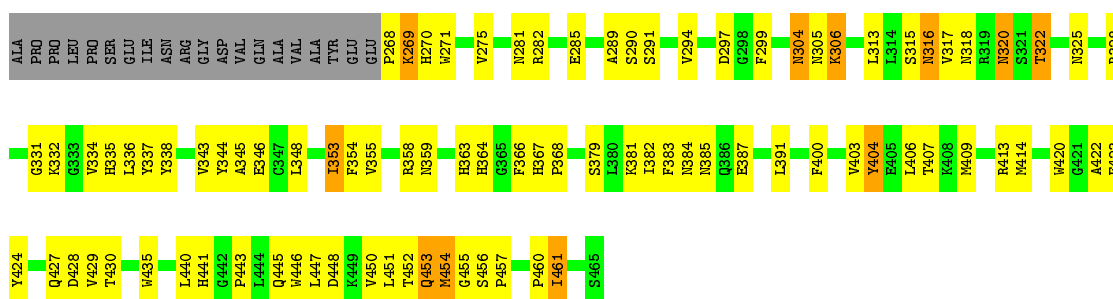 ALA PRO PRO LEU PRO SER GLU ILE ASN ARG GLY ASP VAL GLN ALA VAL ALA TYR GLU GLU P268 K269 H270 W271 V275 N281 R282 E285 A289 S290 S291 V294 D297 G298 F299 N304 N305 K306 L313 L314 S315 N316 V317 N318 R319 N320 S321 T322 N325
G331 K332 G333 V334 H335 L336 Y337 Y338 V343 Y344 A345 E346 C347 L348 I353 F354 V355 R358 N359 H363 H364 G365 F366 H367 P368 S379 L380 K381 I382 F383 N384 N385 Q386 E387 L391 F400 V403 Y404 E405 L406 T407 K408 M409 R413 M414 W420 G421 A422
Y424 Q427 D428 V429 T430 W435 L440 H441 G442 P443 L444 Q445 W446 L447 D448 K449 V450 L451 T452 Q453 M454 G455 S456 P457 P460 I461 S465